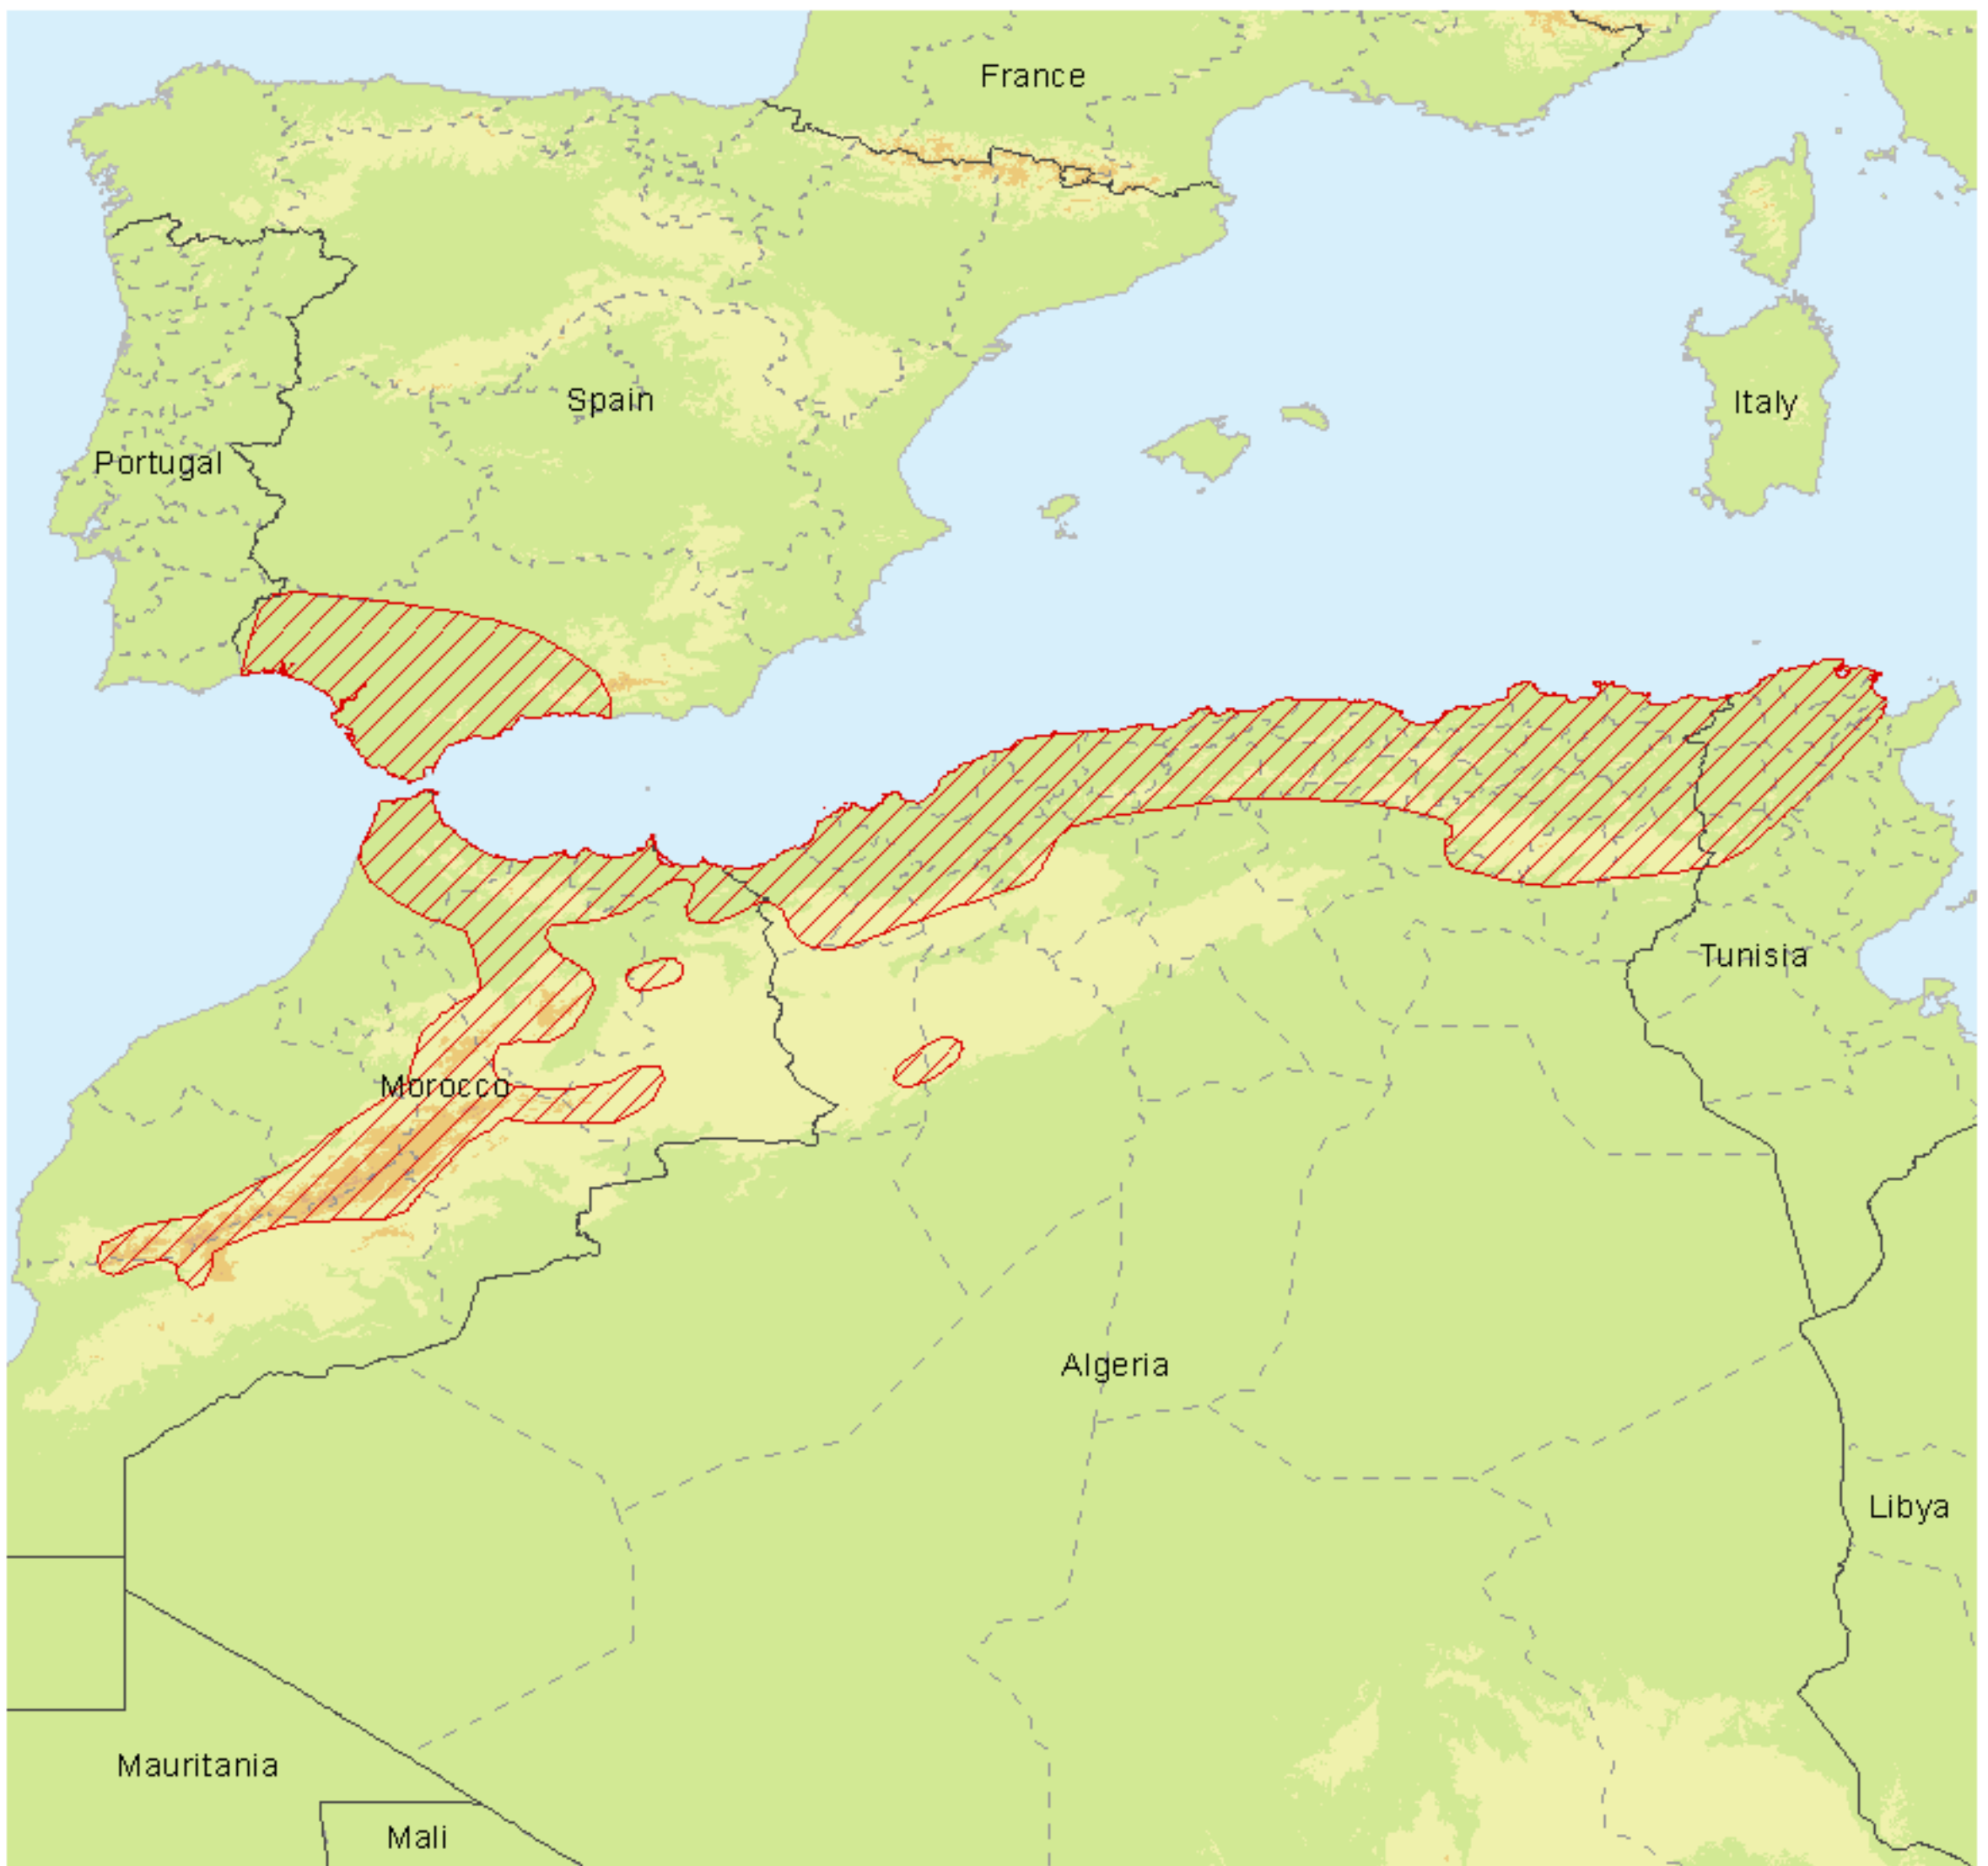 France
Spain
Italy
Portugal
Tunisia
Morocco
Algeria
Libya
Mauritania
Mali